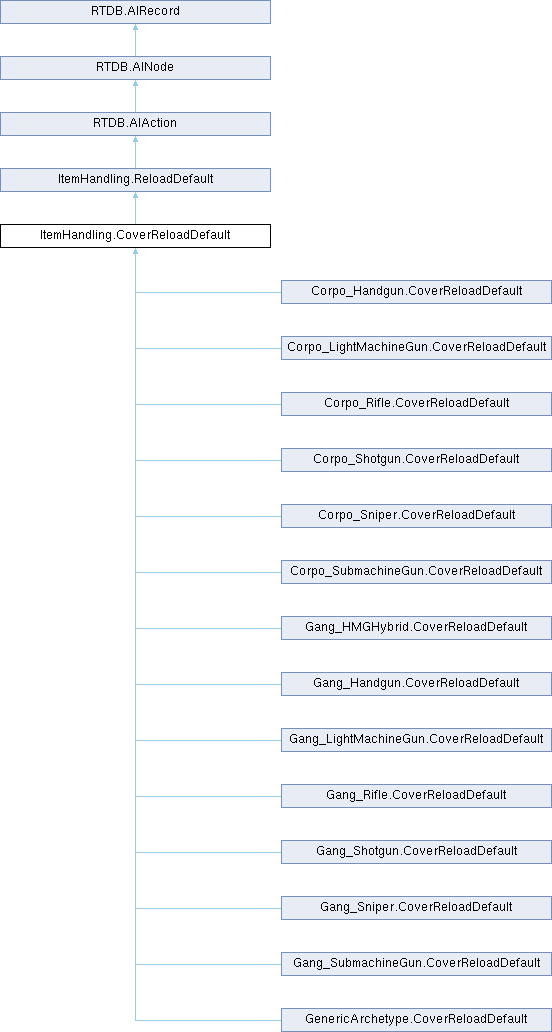 RTDB.AIRecord
RTDB.AINode
RTDB.AIAction
ItemHandling.ReloadDefault
ItemHandling.CoverReloadDefault
Corpo_Handgun.CoverReloadDefault
Corpo_LightMachineGun.CoverReloadDefault
Corpo_Rifle.CoverReloadDefault
Corpo_Shotgun.CoverReloadDefault
Corpo_Sniper.CoverReloadDefault
Corpo_SubmachineGun.CoverReloadDefault
Gang_HMGHybrid.CoverReloadDefault
Gang_Handgun.CoverReloadDefault
Gang_LightMachineGun.CoverReloadDefault
Gang_Rifle.CoverReloadDefault
Gang_Shotgun.CoverReloadDefault
Gang_Sniper.CoverReloadDefault
Gang_SubmachineGun.CoverReloadDefault
GenericArchetype.CoverReloadDefault